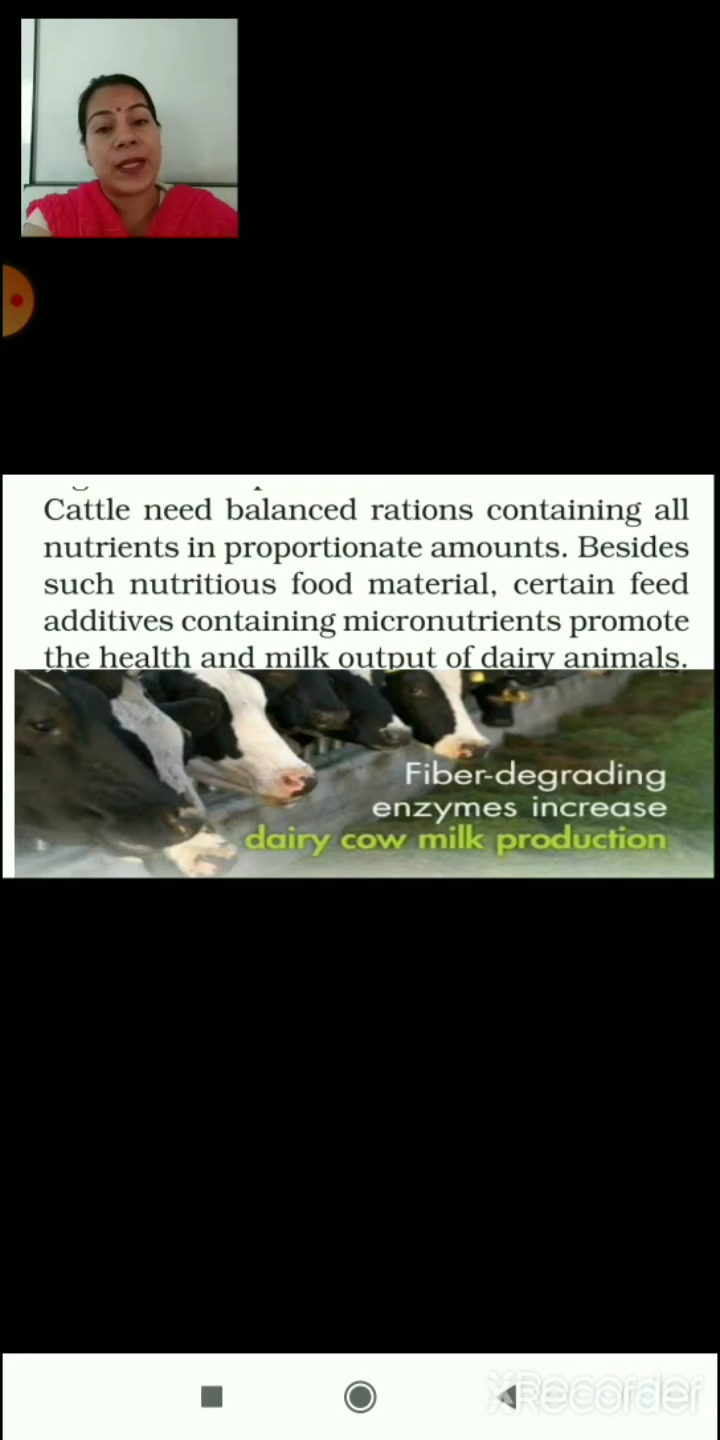 Cattle need balanced rations containing all
nutrients in proportionate amounts. Besides
such nutritious food material, certain feed
additives containing micronutrients promote
the health and milk output of dairy animals.
Fiber-degrading
enzymes increase
dairy cow milk production
XRecorder